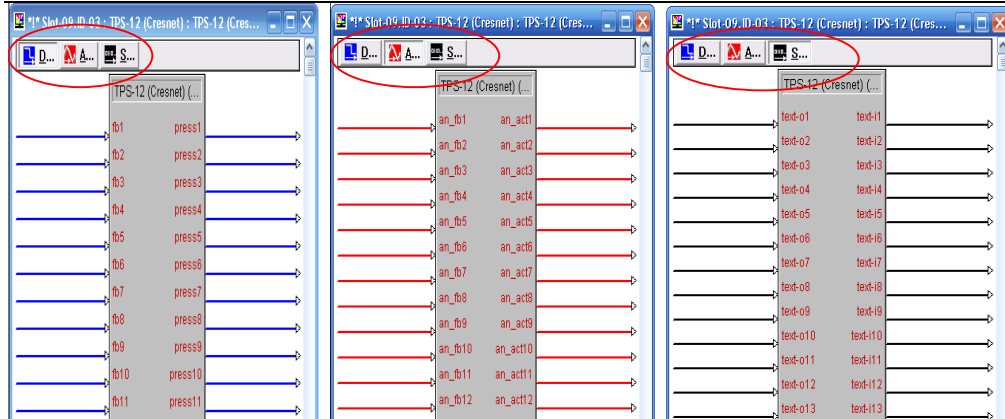 *!* Slot-09.ID-03 : TPS-12 (Cresnet) : TPS-12 (Cres...
D... A... S...
TPS-12 (Cresnet) (...
fb1 press1
fb2 press2
fb3 press3
fb4 press4
fb5 press5
fb6 press6
fb7 press7
fb8 press8
fb9 press9
fb10 press10
fb11 press11
*!* Slot-09.ID-03 : TPS-12 (Cresnet) : TPS-12 (Cres...
D... A... S...
TPS-12 (Cresnet) (...
an_fb1 an_act1
an_fb2 an_act2
an_fb3 an_act3
an_fb4 an_act4
an_fb5 an_act5
an_fb6 an_act6
an_fb7 an_act7
an_fb8 an_act8
an_fb9 an_act9
an_fb10 an_act10
an_fb11 an_act11
an_fb12 an_act12
*!* Slot-09.ID-03 : TPS-12 (Cresnet) : TPS-12 (Cres...
D... A... S...
TPS-12 (Cresnet) (...
text-o1 text-i1
text-o2 text-i2
text-o3 text-i3
text-o4 text-i4
text-o5 text-i5
text-o6 text-i6
text-o7 text-i7
text-o8 text-i8
text-o9 text-i9
text-o10 text-i10
text-o11 text-i11
text-o12 text-i12
text-o13 text-i13